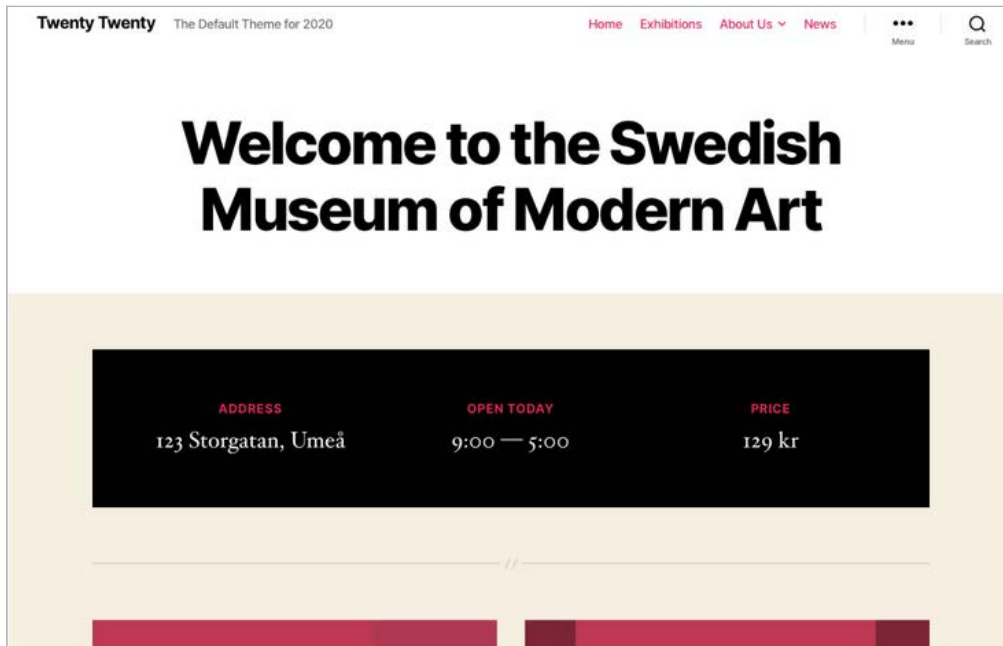 Twenty Twenty The Default Theme for 2020 Home Exhibitions About Us News
Menu Search
Welcome to the Swedish
Museum of Modern Art
ADDRESS OPEN TODAY PRICE
123 Storgatan, Umeå 9:00 — 5:00 129 kr
//